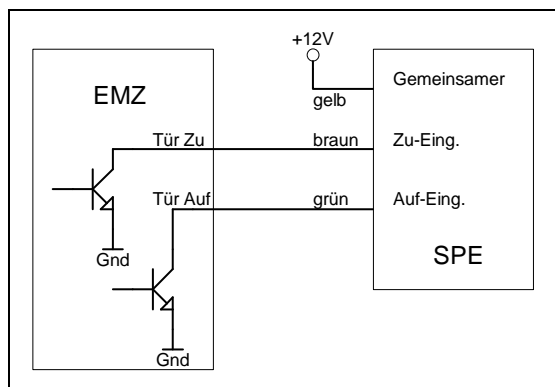 +12V
Gemeinsamer
EMZ
gelb
Tür Zu
braun
Zu-Eing.
Tür Auf
grün
Auf-Eing.
Gnd
SPE
Gnd